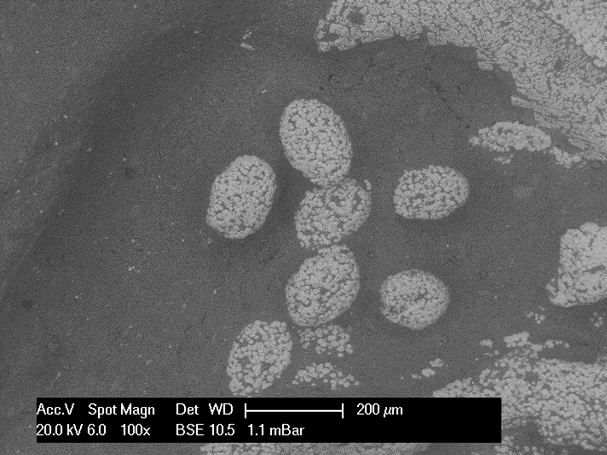 Acc.V Spot Magn Det WD 200 µm
20.0 kV 6.0 100x BSE 10.5 1.1 mBar